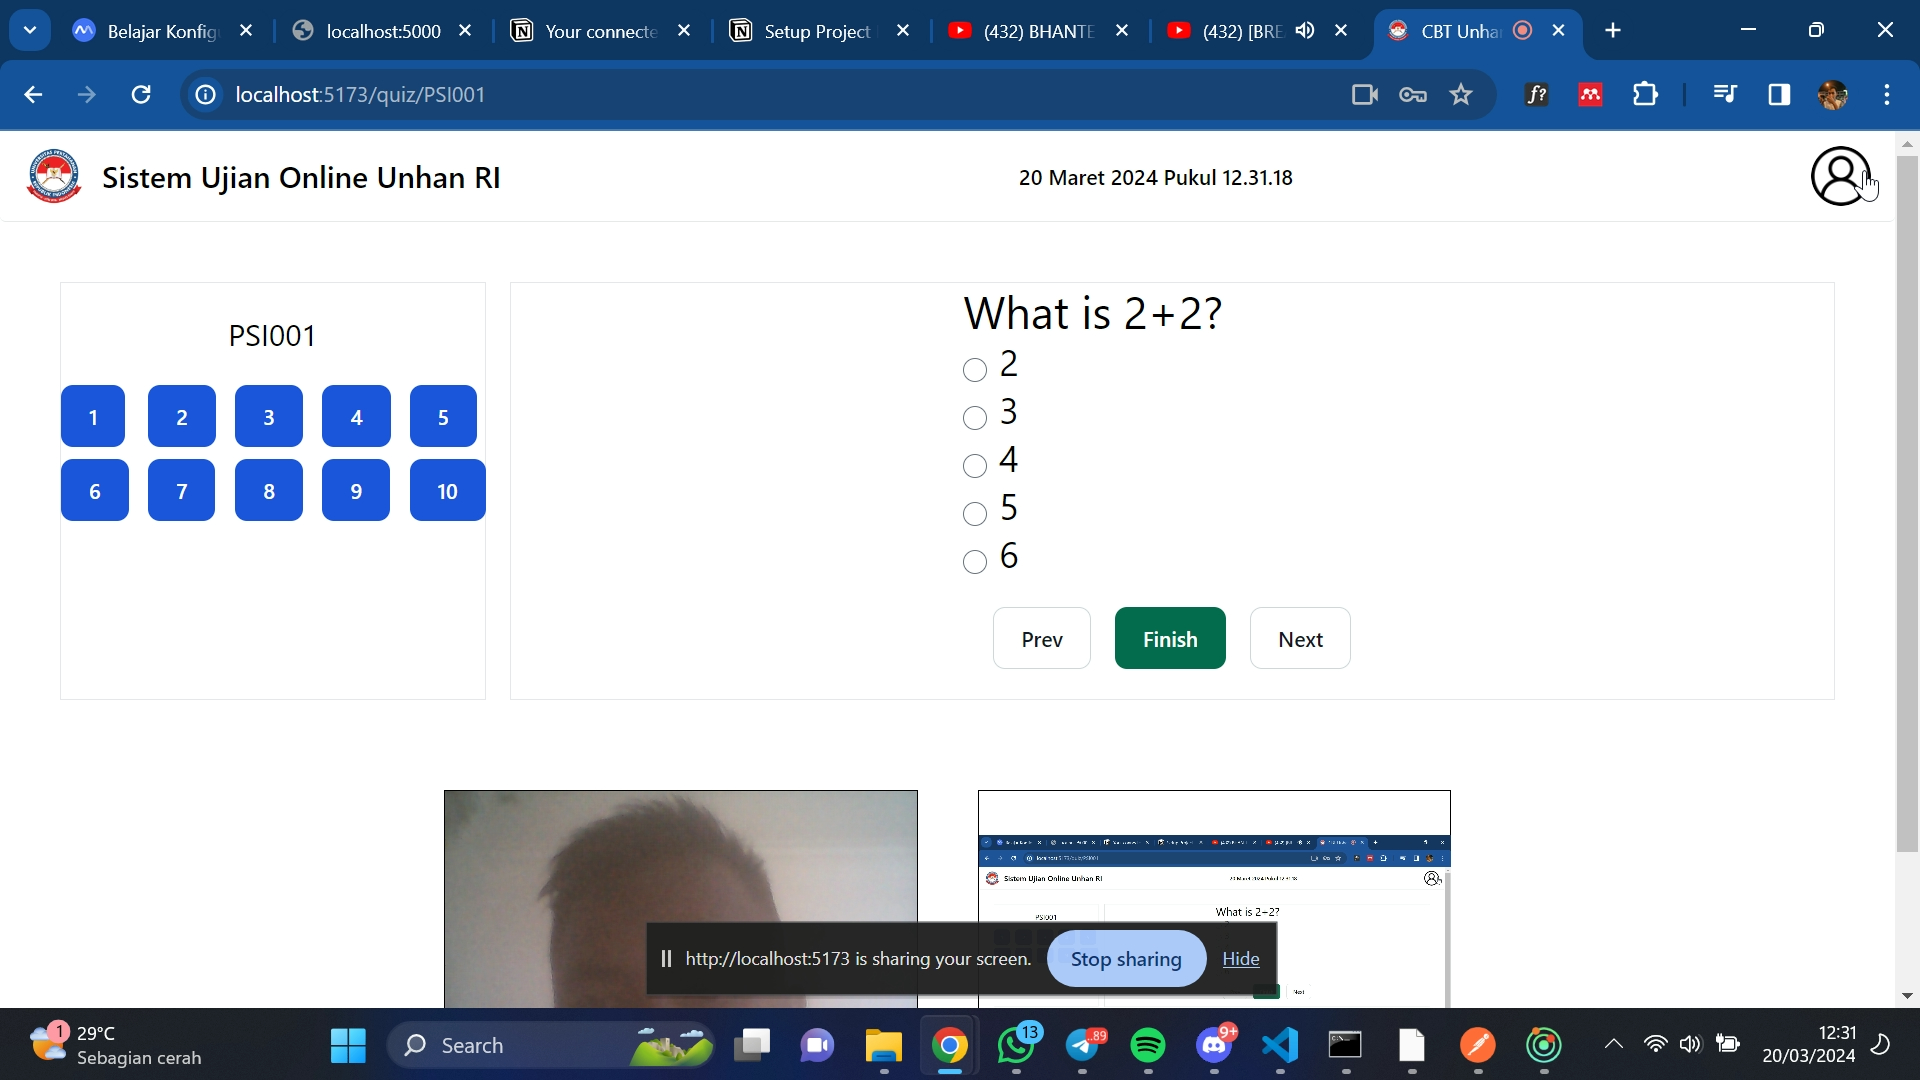 Belajar Konfig
localhost:5000
Your connecte
Setup Project
(432) BHANTE
(432) [BRE
CBT Unha
localhost:5173/quiz/PSI001
f?
Sistem Ujian Online Unhan RI
20 Maret 2024 Pukul 12.31.18
PSI001
1 2 3 4 5
6 7 8 9 10
What is 2+2?
2
3
4
5
6
Prev Finish Next
Sistem Ujian Online Unhan RI
PSI001
What is 2+2?
Next
http://localhost:5173 is sharing your screen.
Stop sharing
Hide
1
29°C
Sebagian cerah
Search
13
..89
9+
12:31
20/03/2024